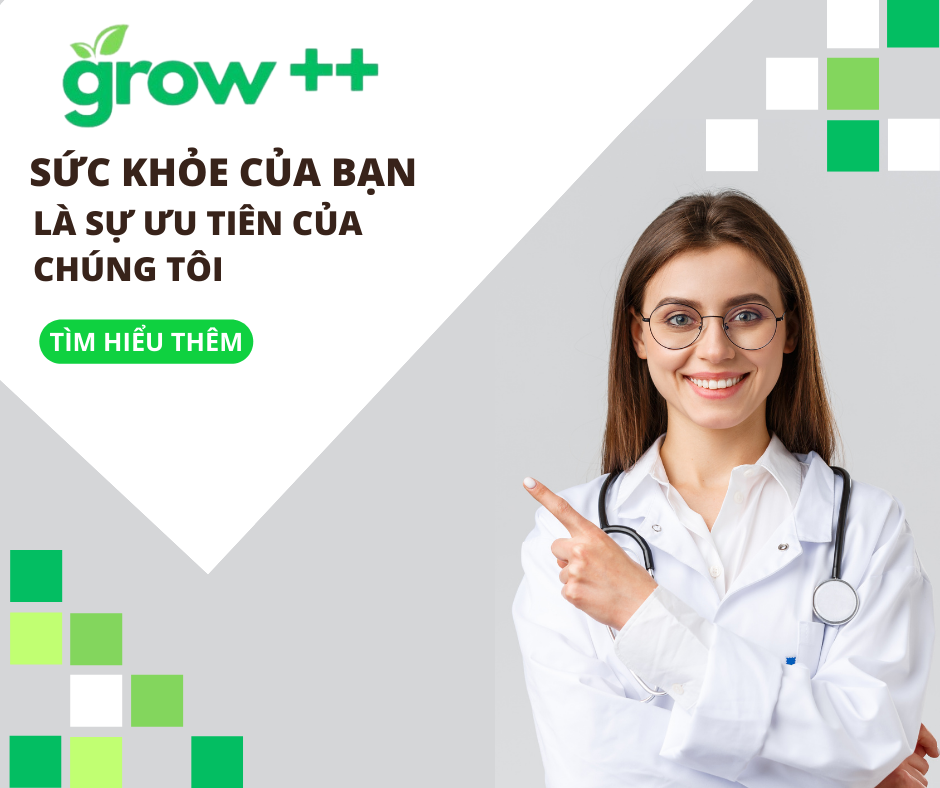 grow ++
SỨC KHỎE CỦA BẠN
LÀ SỰ ƯU TIÊN CỦA
CHÚNG TÔI
TÌM HIỂU THÊM